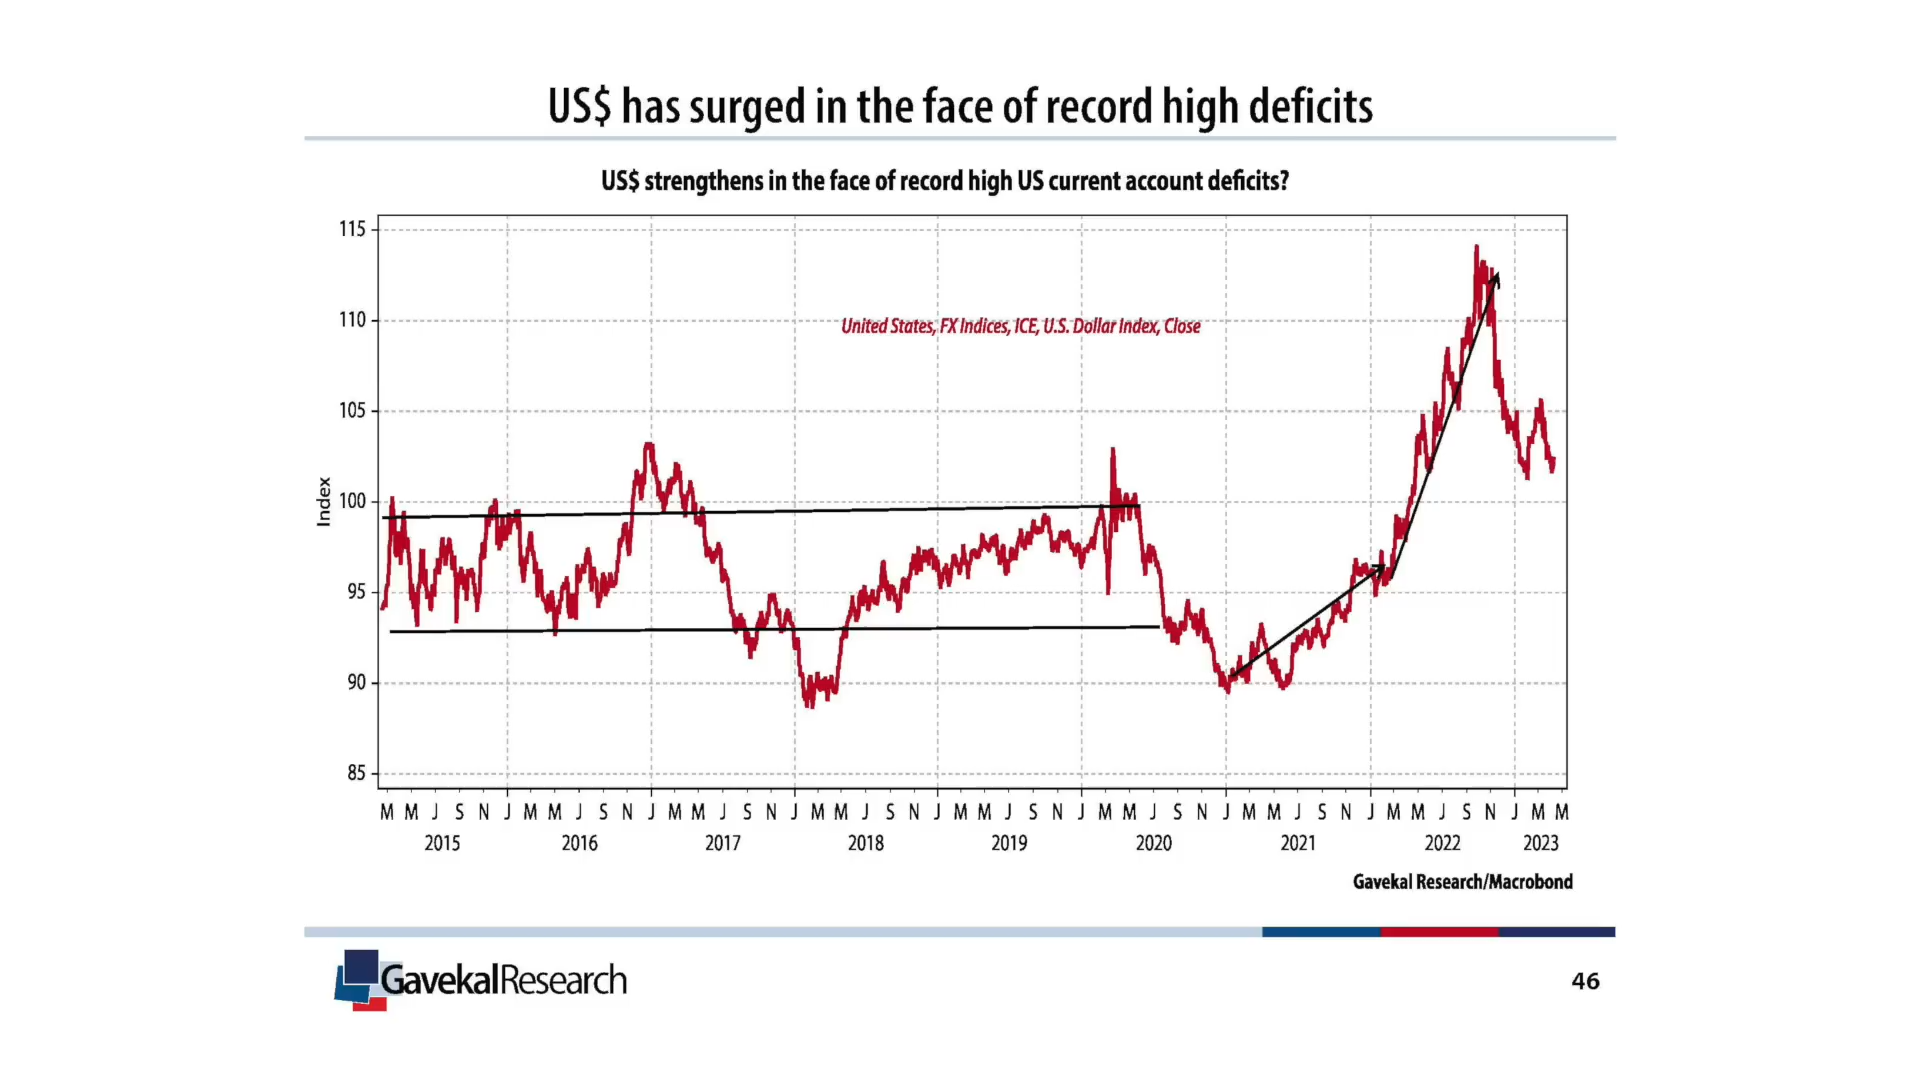 US$ has surged in the face of record high deficits
US$ strengthens in the face of record high US current account deficits?
115
110
105
100
95
90
85
Index
United States, FX Indices, ICE, U.S. Dollar Index, Close
M M J S N J M M J S N J M M J S N J M M J S N J M M J S N J M M J S N J M M J S N J M M J S N J M M
2015 2016 2017 2018 2019 2020 2021 2022 2023
Gavekal Research/Macrobond
GavekalResearch
46